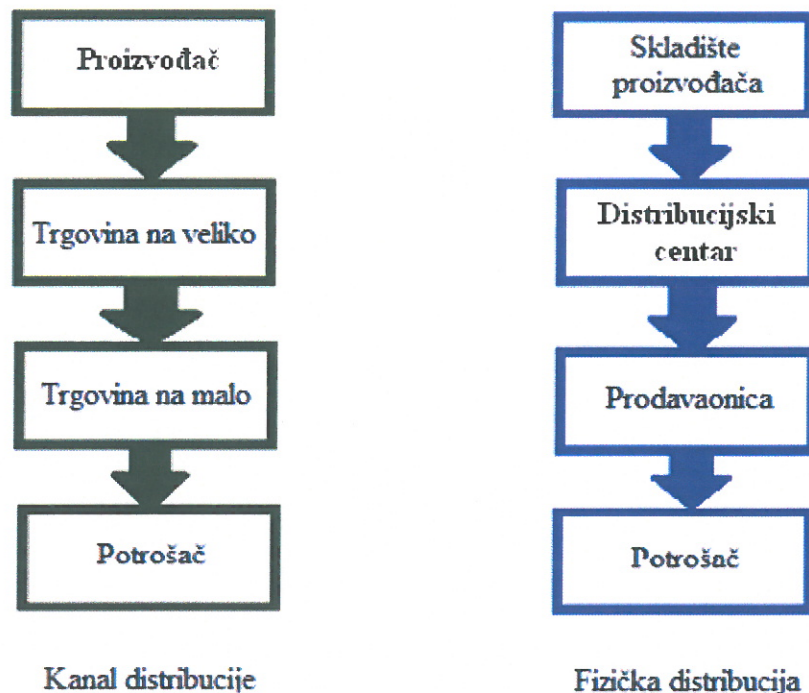 Proizvođač
Trgovina na veliko
Trgovina na malo
Potrošač
Kanal distribucije
Skladište
proizvođača
Distribucijski
centar
Prodavaonica
Potrošač
Fizička distribucija